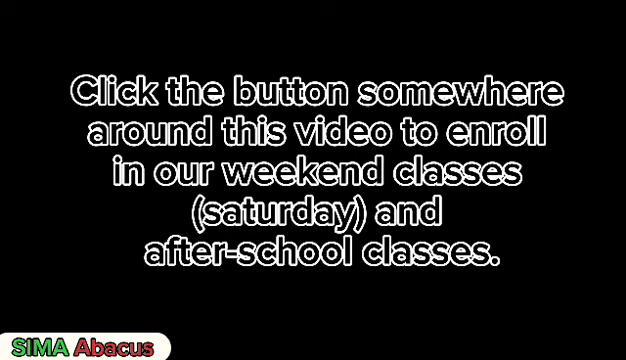 Click the button somewhere
around this video to enroll
in our weekend classes
(saturday) and
after-school classes.
SIMA Abacus